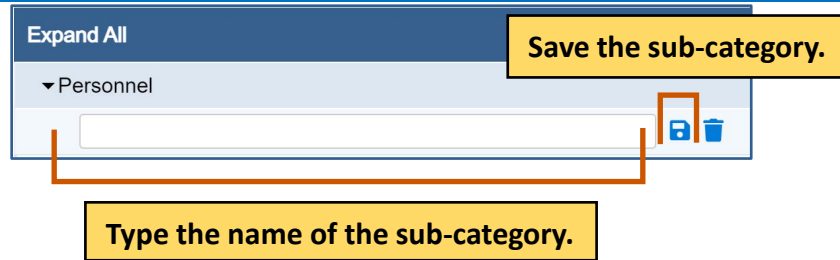 Expand All
Save the sub-category.
Personnel
Type the name of the sub-category.